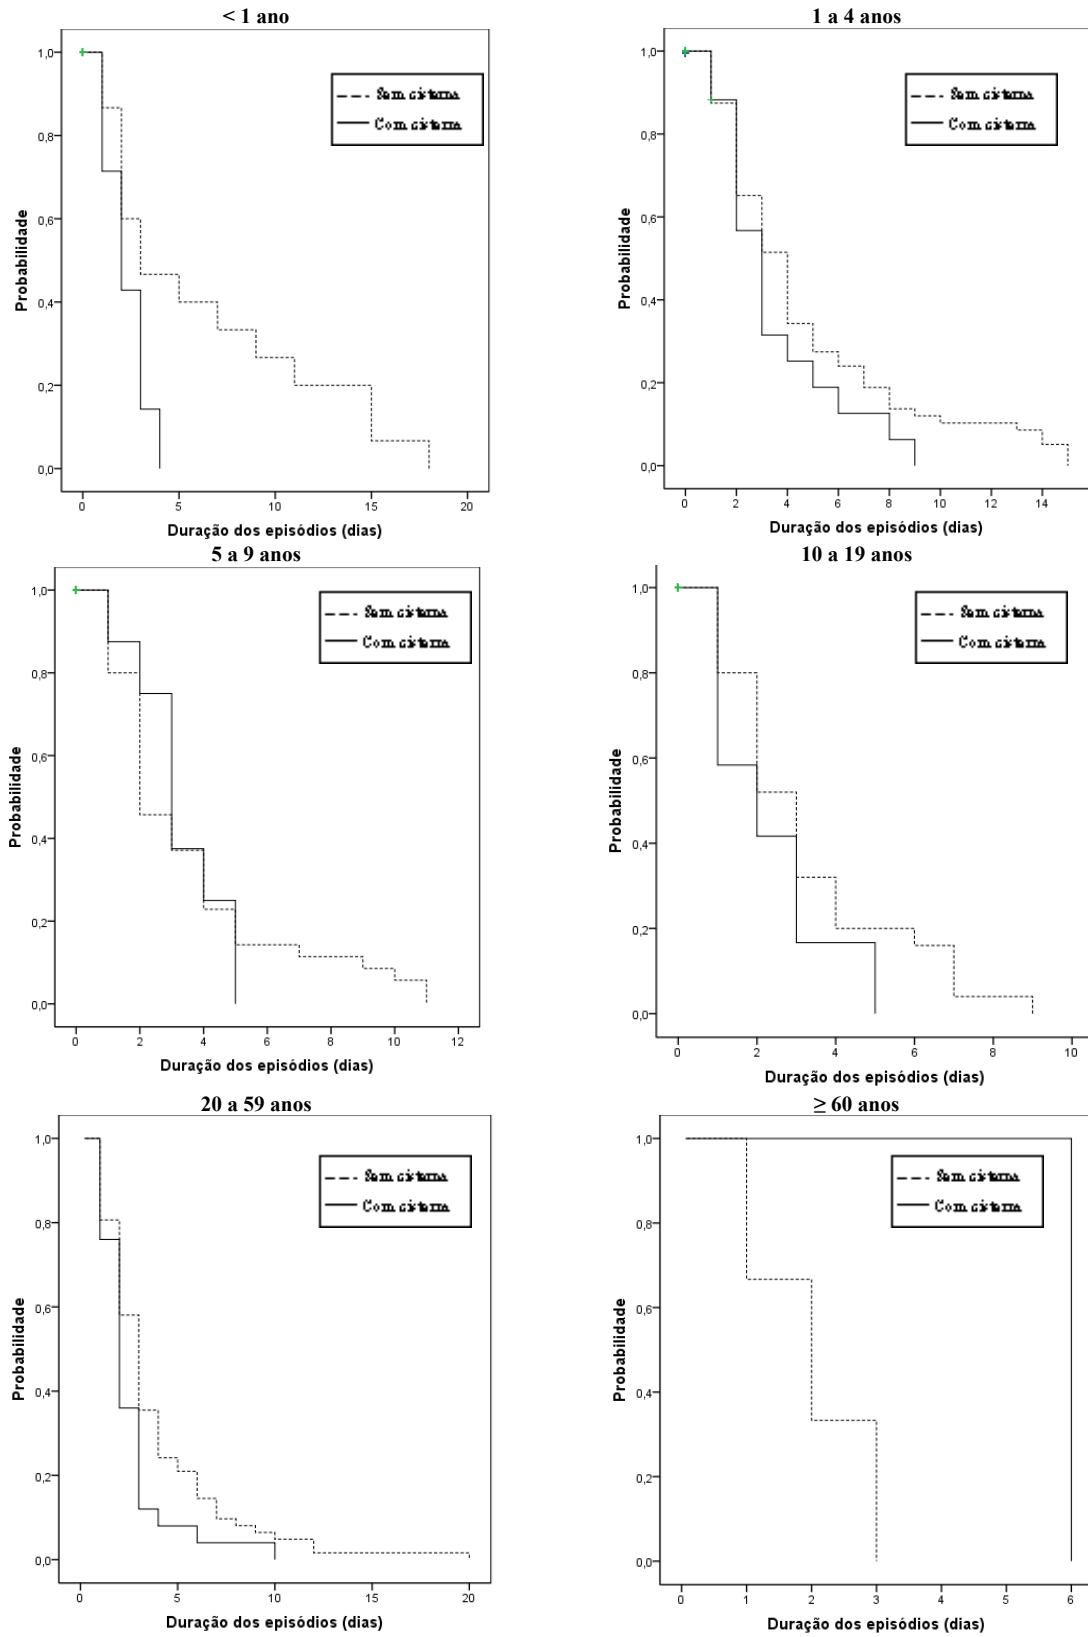 < 1 ano
1,0
0,8
0,6
0,4
0,2
0,0
Probabilidade
Sem cisterna
Com cisterna
0 5 10 15 20
Duração dos episódios (dias)
1 a 4 anos
1,0
0,8
0,6
0,4
0,2
0,0
Probabilidade
Sem cisterna
Com cisterna
0 2 4 6 8 10 12 14
Duração dos episódios (dias)
5 a 9 anos
1,0
0,8
0,6
0,4
0,2
0,0
Probabilidade
Sem cisterna
Com cisterna
0 2 4 6 8 10 12
Duração dos episódios (dias)
10 a 19 anos
1,0
0,8
0,6
0,4
0,2
0,0
Probabilidade
Sem cisterna
Com cisterna
0 2 4 6 8 10
Duração dos episódios (dias)
20 a 59 anos
1,0
0,8
0,6
0,4
0,2
0,0
Probabilidade
Sem cisterna
Com cisterna
0 5 10 15 20
Duração dos episódios (dias)
≥ 60 anos
1,0
0,8
0,6
0,4
0,2
0,0
Probabilidade
Sem cisterna
Com cisterna
0 1 2 3 4 5 6
Duração dos episódios (dias)